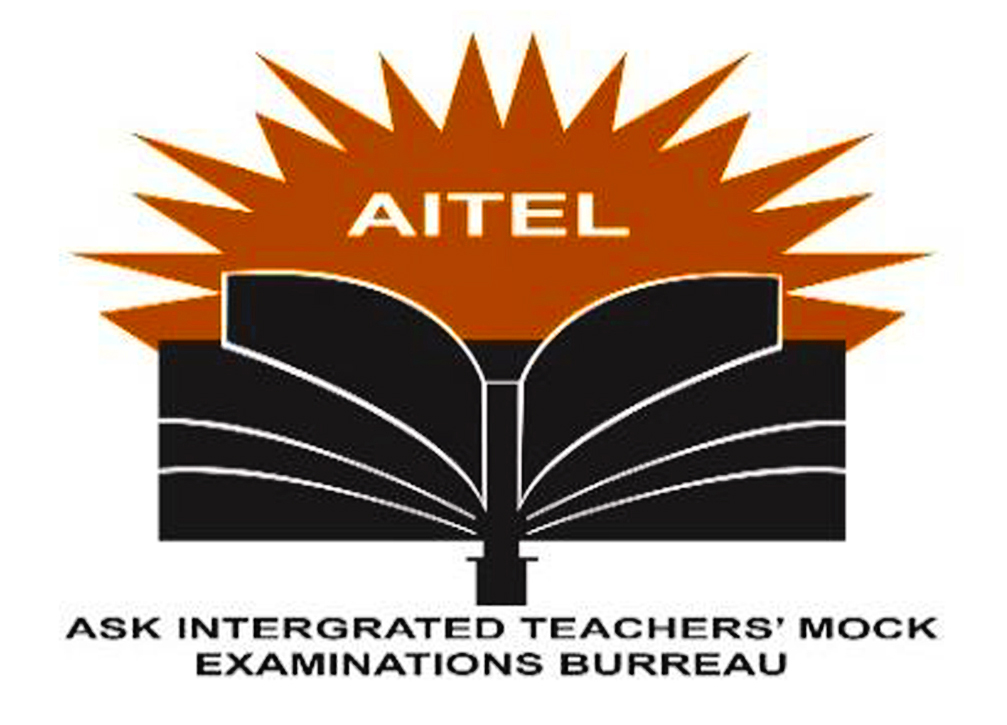 AITEL
ASK INTERGRATED TEACHERS' MOCK
EXAMINATIONS BURREAU